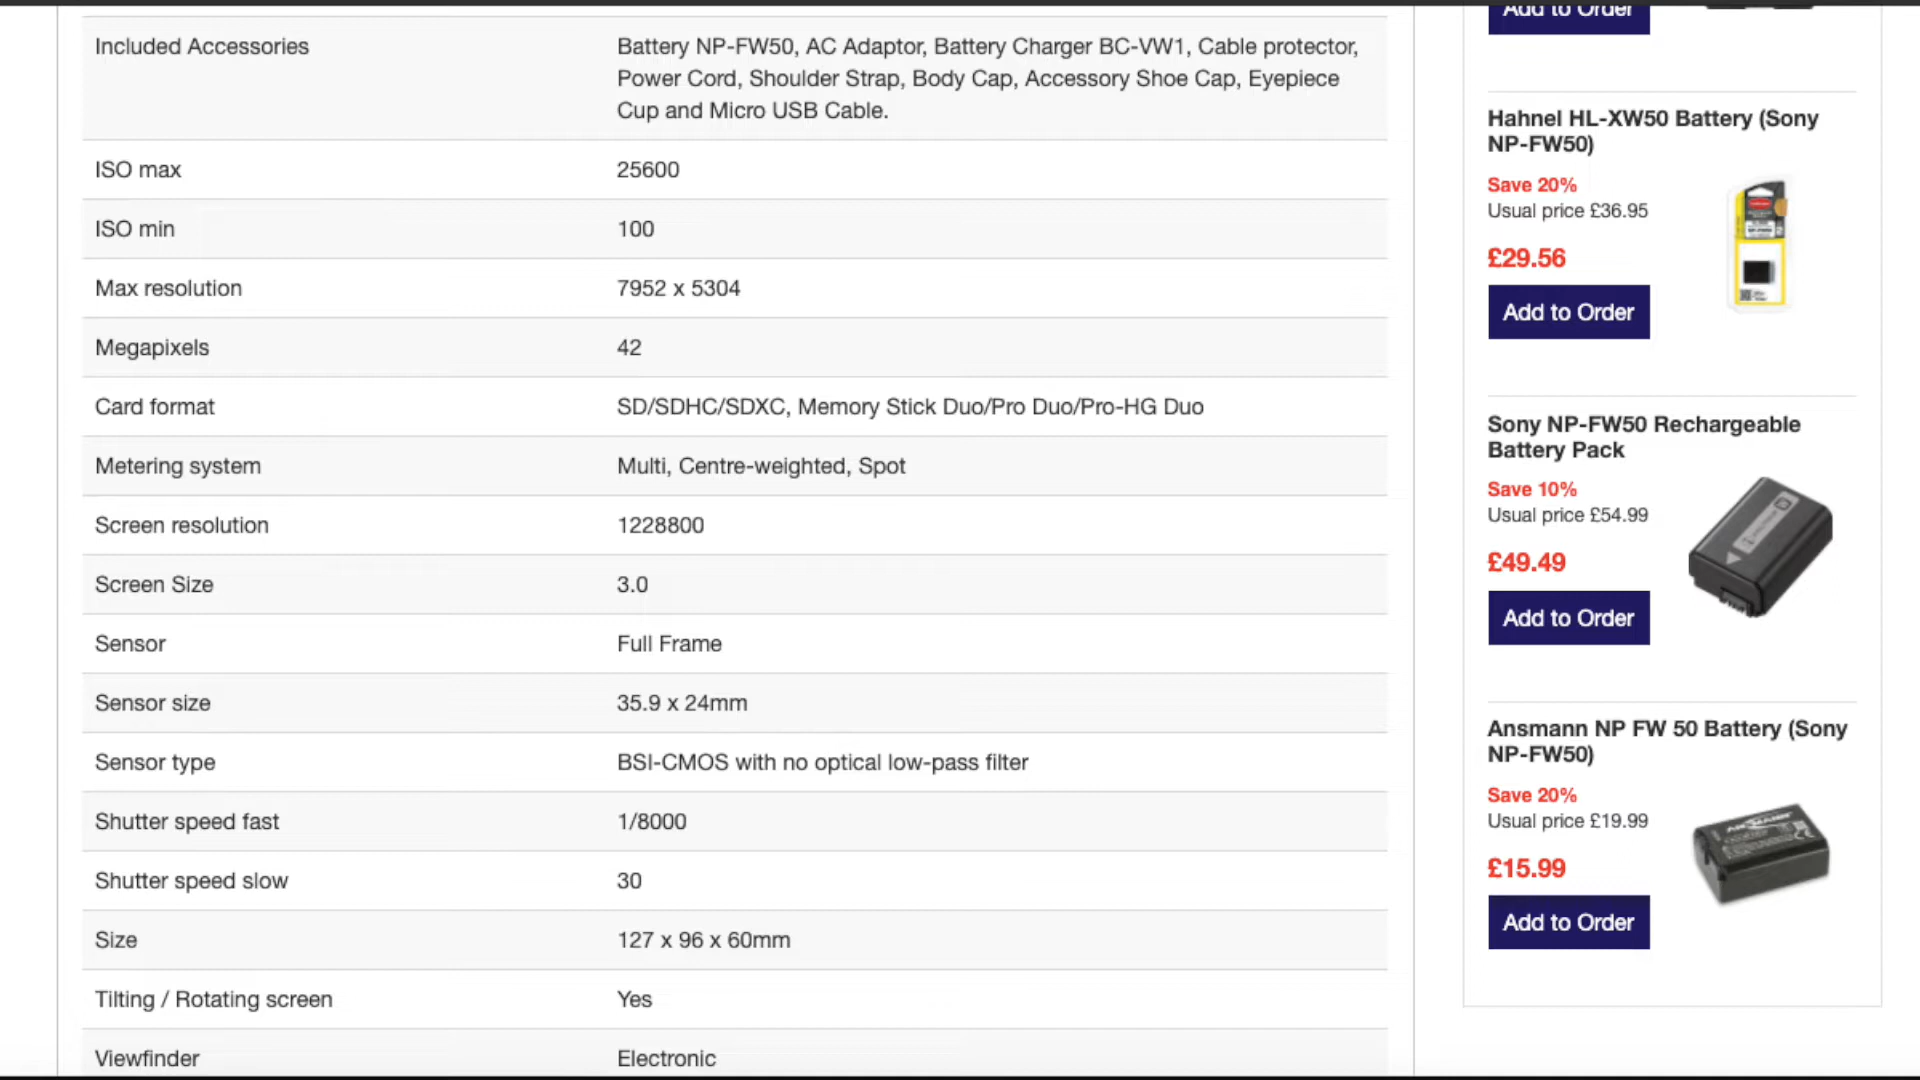 Included Accessories
Battery NP-FW50, AC Adaptor, Battery Charger BC-VW1, Cable protector,
Power Cord, Shoulder Strap, Body Cap, Accessory Shoe Cap, Eyepiece
Cup and Micro USB Cable.
ISO max
25600
ISO min
100
Max resolution
7952 x 5304
Megapixels
42
Card format
SD/SDHC/SDXC, Memory Stick Duo/Pro Duo/Pro-HG Duo
Metering system
Multi, Centre-weighted, Spot
Screen resolution
1228800
Screen Size
3.0
Sensor
Full Frame
Sensor size
35.9 x 24mm
Sensor type
BSI-CMOS with no optical low-pass filter
Shutter speed fast
1/8000
Shutter speed slow
30
Size
127 x 96 x 60mm
Tilting / Rotating screen
Yes
Viewfinder
Electronic
Add to Order
Hahnel HL-XW50 Battery (Sony
NP-FW50)
Save 20%
Usual price £36.95
£29.56
Add to Order
Sony NP-FW50 Rechargeable
Battery Pack
Save 10%
Usual price £54.99
£49.49
Add to Order
Ansmann NP FW 50 Battery (Sony
NP-FW50)
Save 20%
Usual price £19.99
£15.99
Add to Order